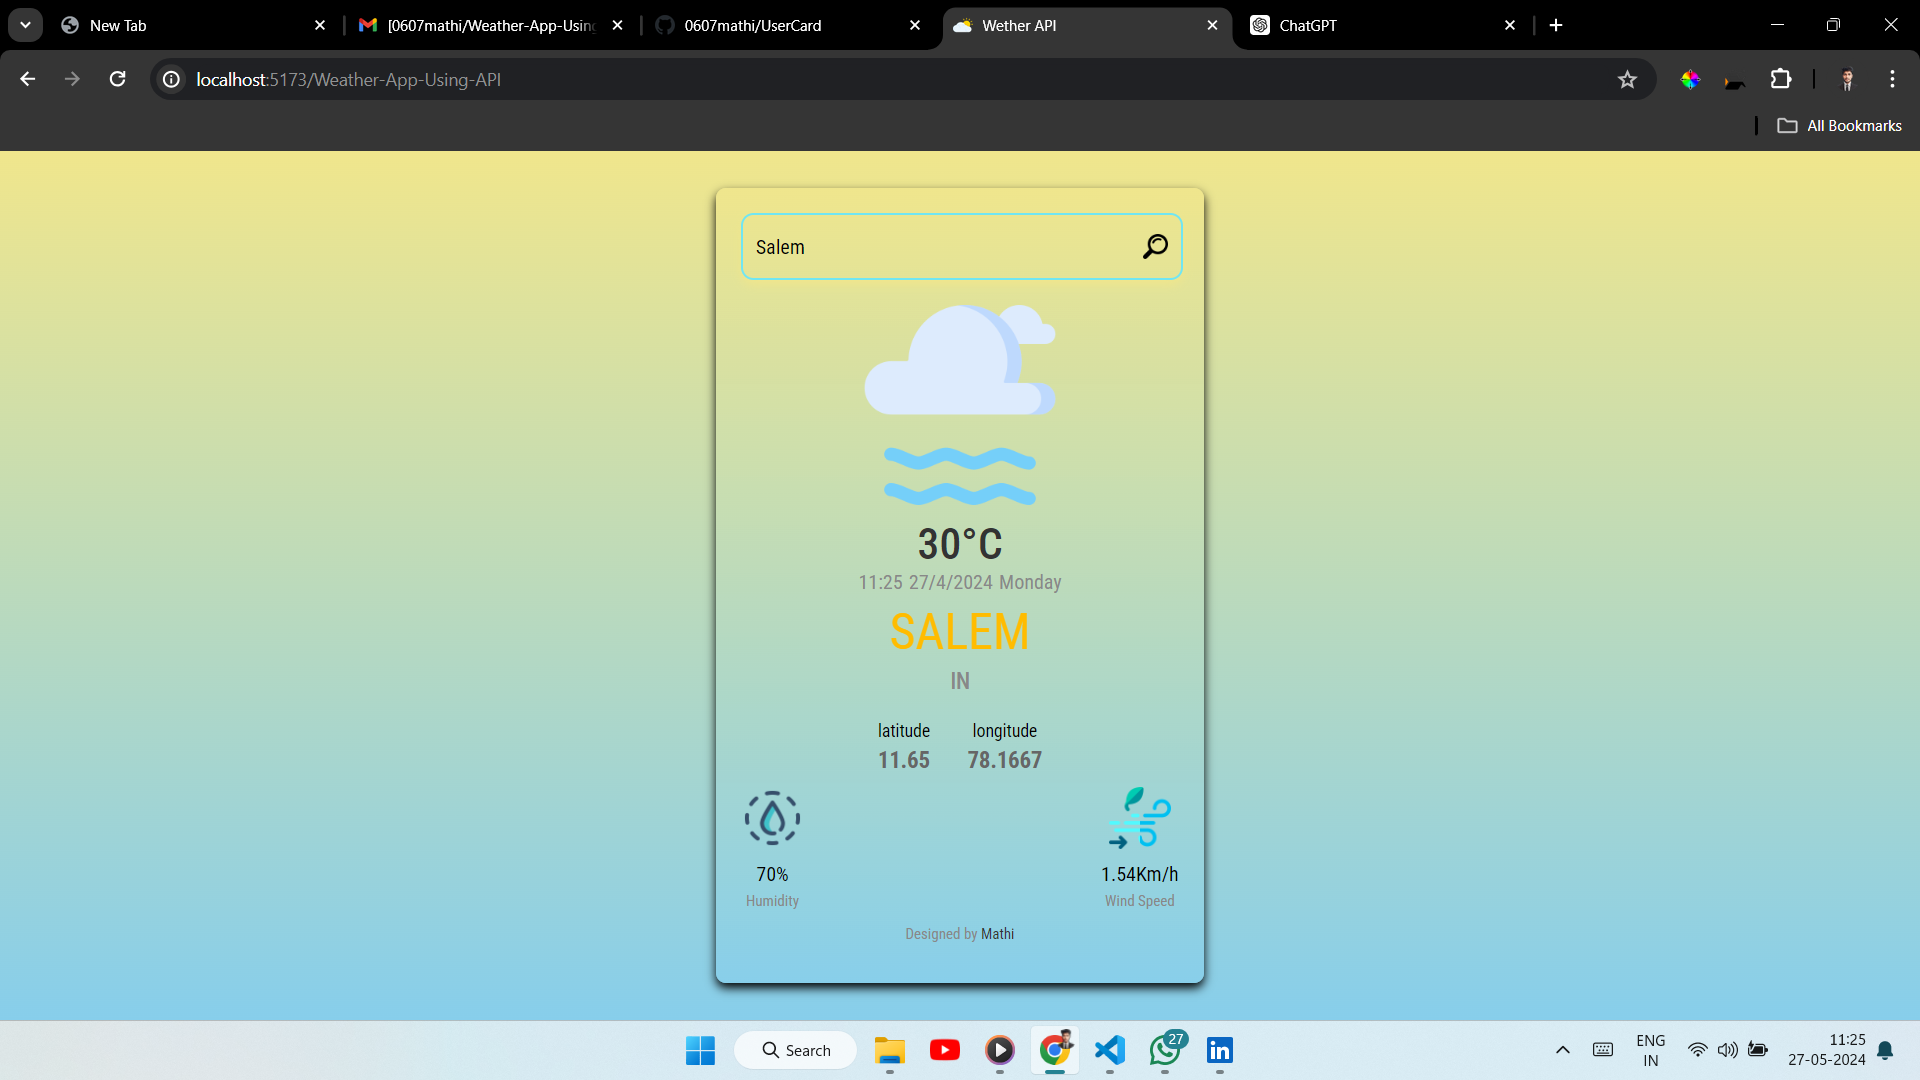 New Tab
[0607mathi/Weather-App-Using
0607mathi/UserCard
Wether API
ChatGPT
localhost:5173/Weather-App-Using-API
All Bookmarks
Salem
30°C
11:25 27/4/2024 Monday
SALEM
IN
latitude longitude
11.65 78.1667
70% 1.54Km/h
Humidity Wind Speed
Designed by Mathi
Search
27
ENG
IN
11:25
27-05-2024